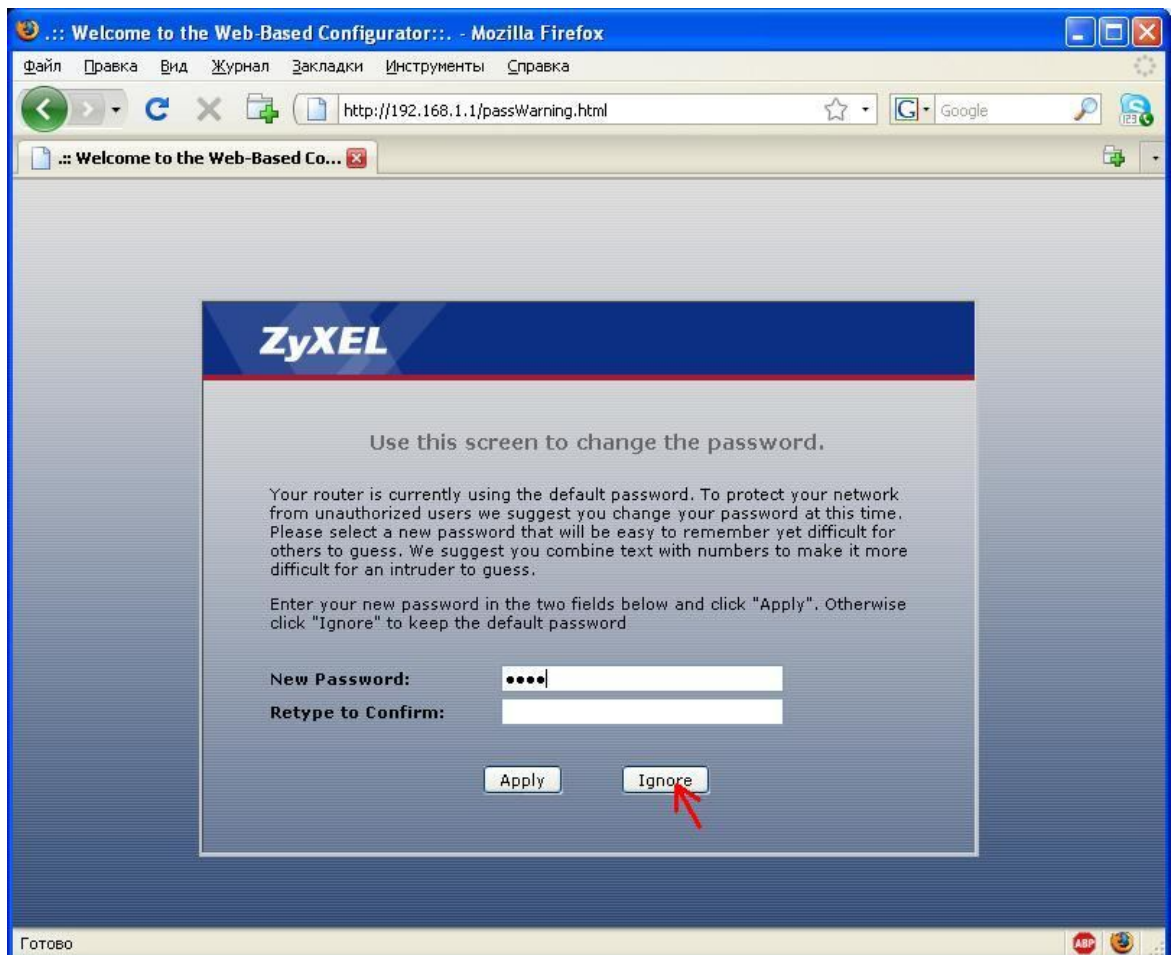 .:: Welcome to the Web-Based Configurator::. - Mozilla Firefox
Файл Правка Вид Журнал Закладки Инструменты Справка
http://192.168.1.1/passWarning.html G Google 123
.:: Welcome to the Web-Based Co...
ZyXEL
Use this screen to change the password.
Your router is currently using the default password. To protect your network
from unauthorized users we suggest you change your password at this time.
Please select a new password that will be easy to remember yet difficult for
others to guess. We suggest you combine text with numbers to make it more
difficult for an intruder to guess.
Enter your new password in the two fields below and click "Apply". Otherwise
click "Ignore" to keep the default password
New Password: ••••
Retype to Confirm:
Apply Ignore
Готово ABP